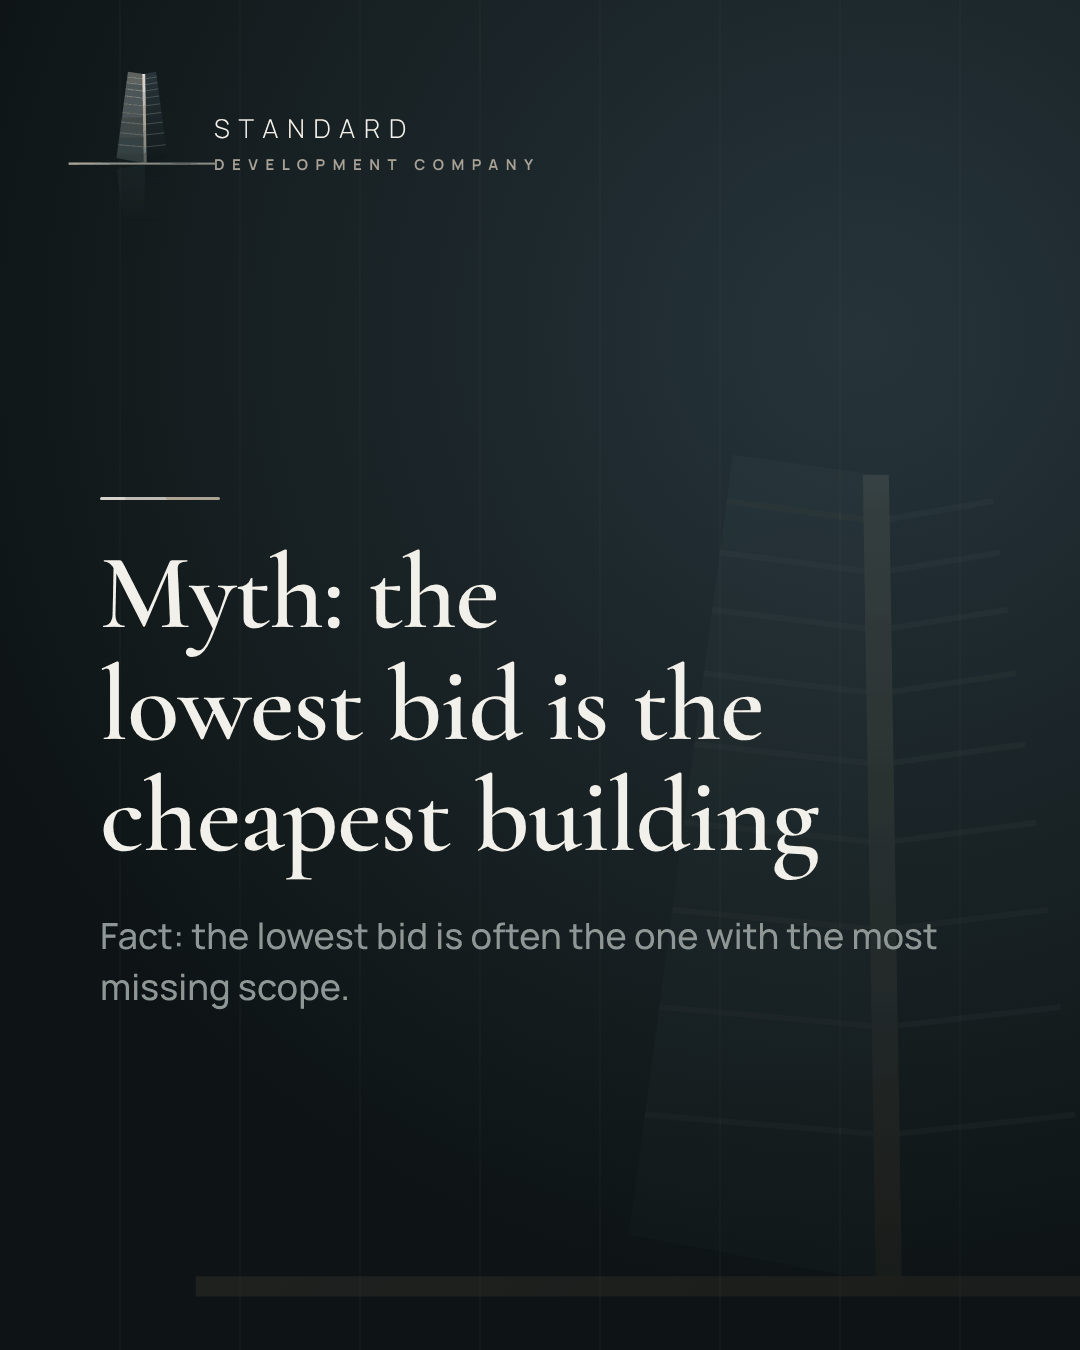 STANDARD
DEVELOPMENT COMPANY
Myth: the
lowest bid is the
cheapest building
Fact: the lowest bid is often the one with the most
missing scope.